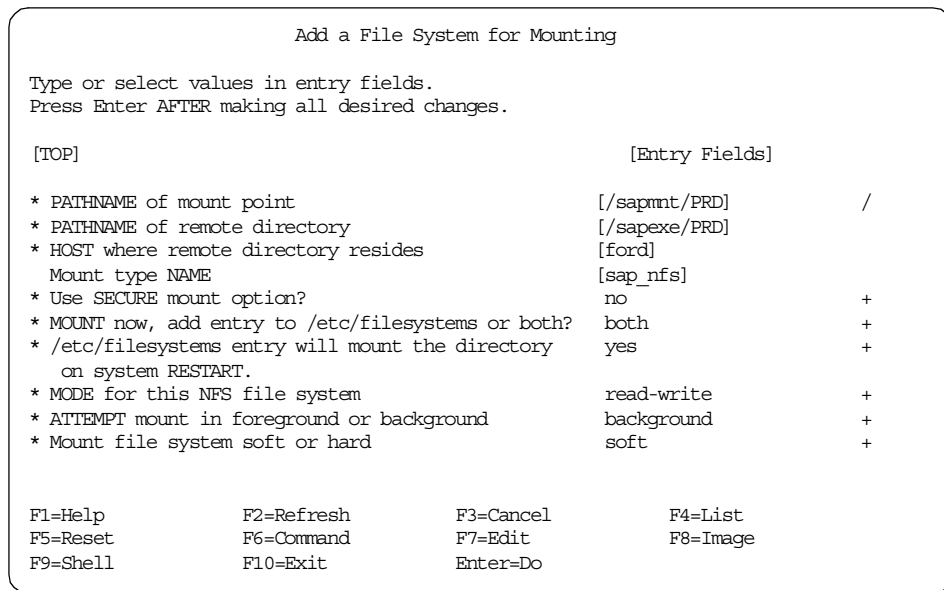 Add a File System for Mounting
Type or select values in entry fields.
Press Enter AFTER making all desired changes.
[TOP] [Entry Fields]
* PATHNAME of mount point [/sapmnt/PRD] /
* PATHNAME of remote directory [/sapexe/PRD]
* HOST where remote directory resides [ford]
Mount type NAME [sap_nfs]
* Use SECURE mount option? no +
* MOUNT now, add entry to /etc/filesystems or both? both +
* /etc/filesystems entry will mount the directory yes +
on system RESTART.
* MODE for this NFS file system read-write +
* ATTEMPT mount in foreground or background background +
* Mount file system soft or hard soft +
F1=Help F2=Refresh F3=Cancel F4=List
F5=Reset F6=Command F7=Edit F8=Image
F9=Shell F10=Exit Enter=Do